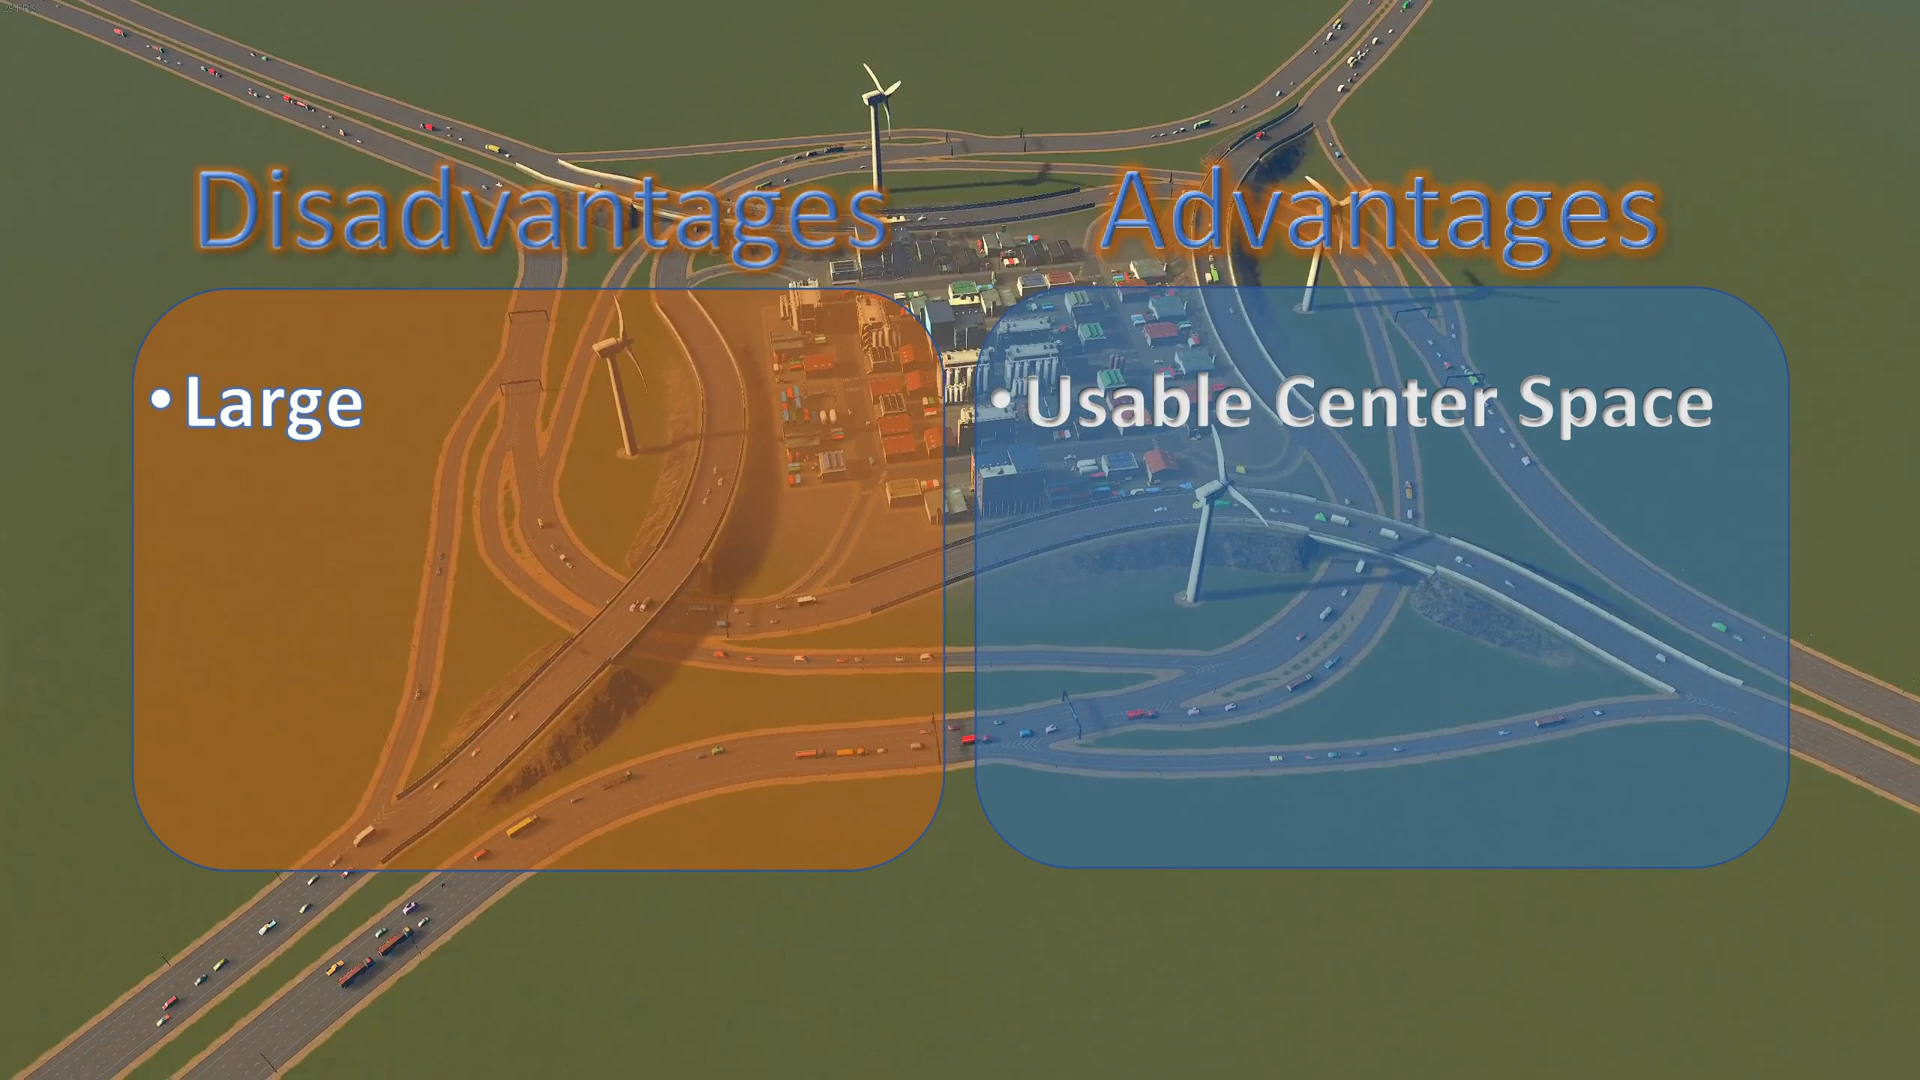 Disadvantages
• Large
Advantages
• Usable Center Space